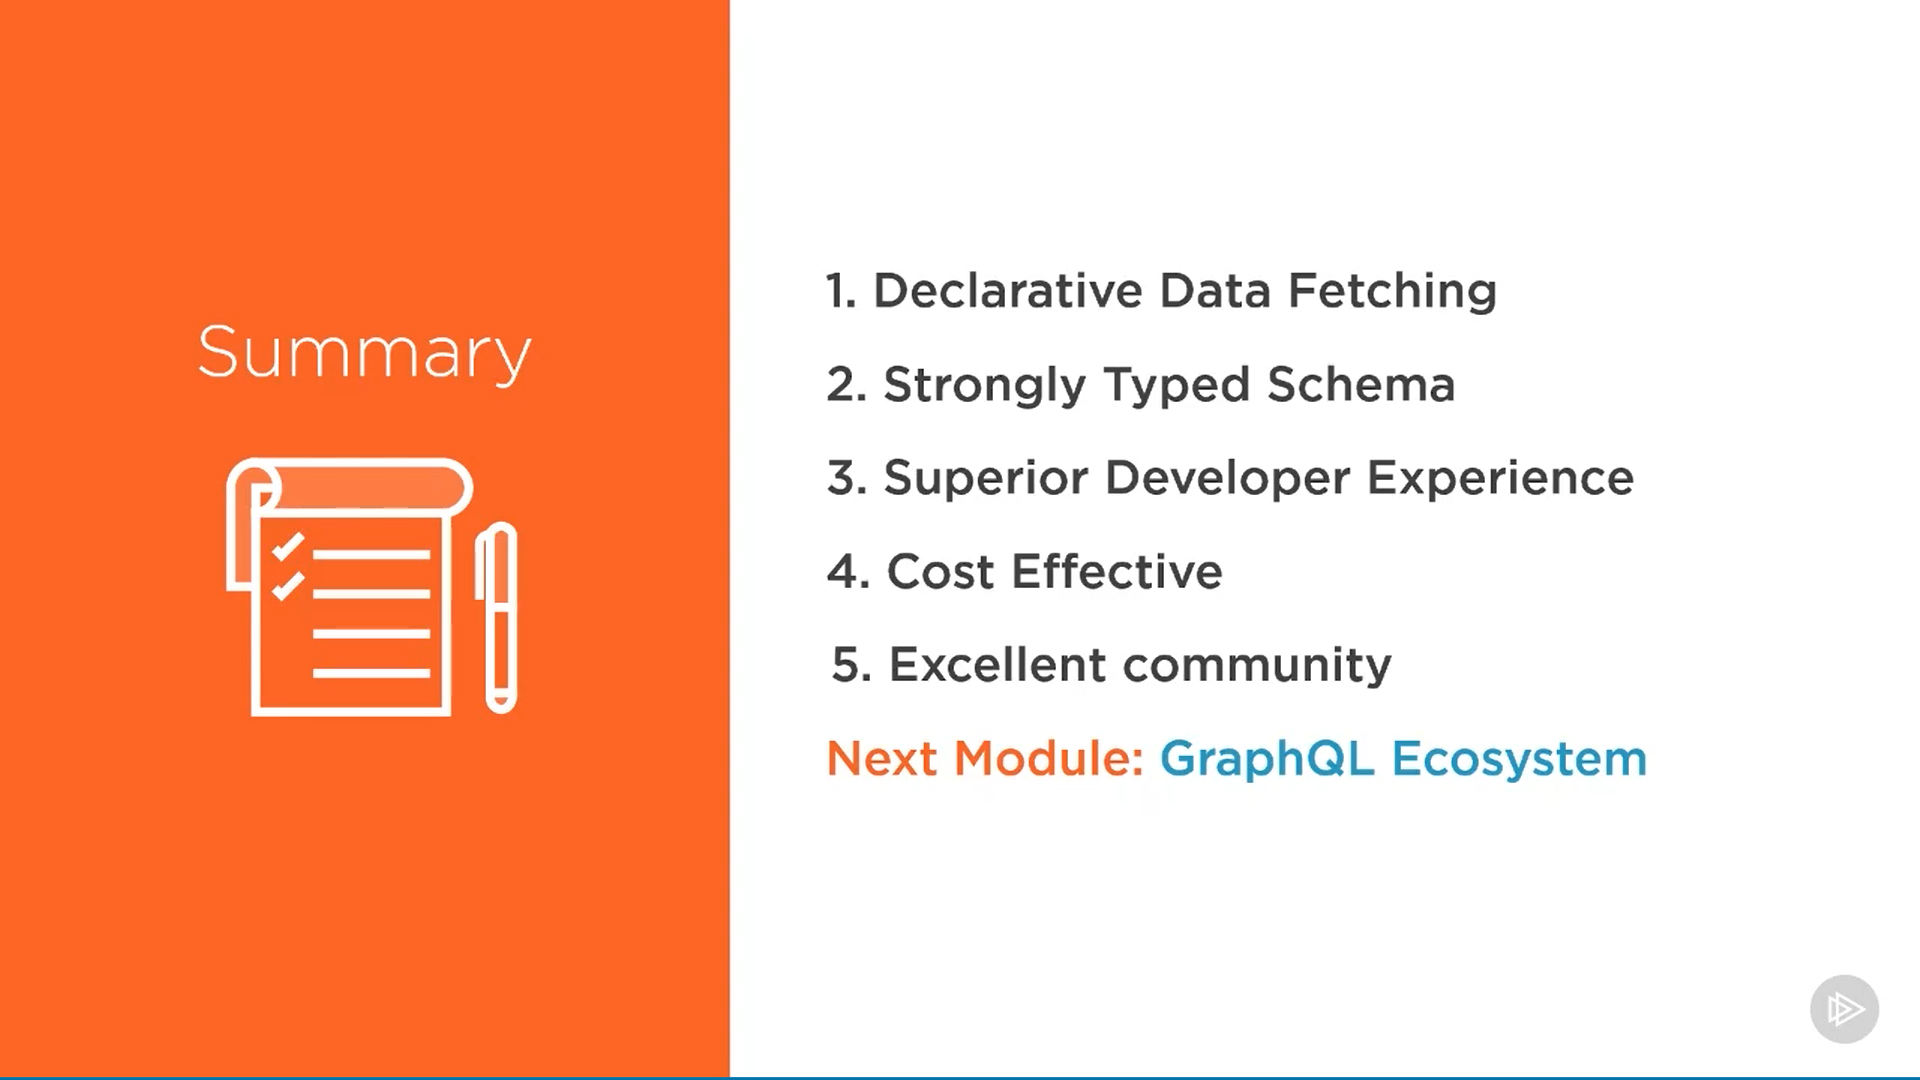 Summary
1. Declarative Data Fetching
2. Strongly Typed Schema
3. Superior Developer Experience
4. Cost Effective
5. Excellent community
Next Module: GraphQL Ecosystem